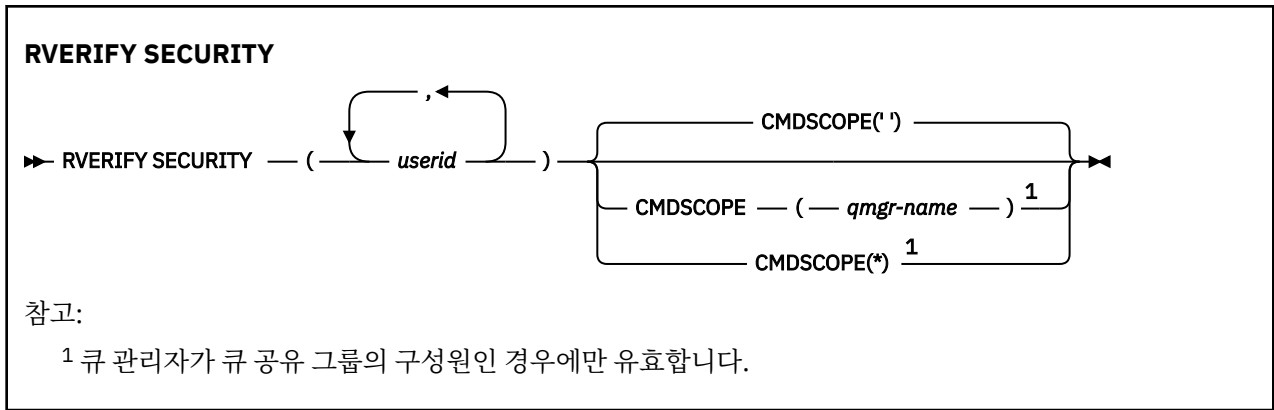 RVERIFY SECURITY
,
CMDSCOPE(' ')
RVERIFY SECURITY ( userid )
CMDSCOPE ( qmgr-name ) 1
CMDSCOPE(*) 1
참고:
1 큐 관리자가 큐 공유 그룹의 구성원인 경우에만 유효합니다.